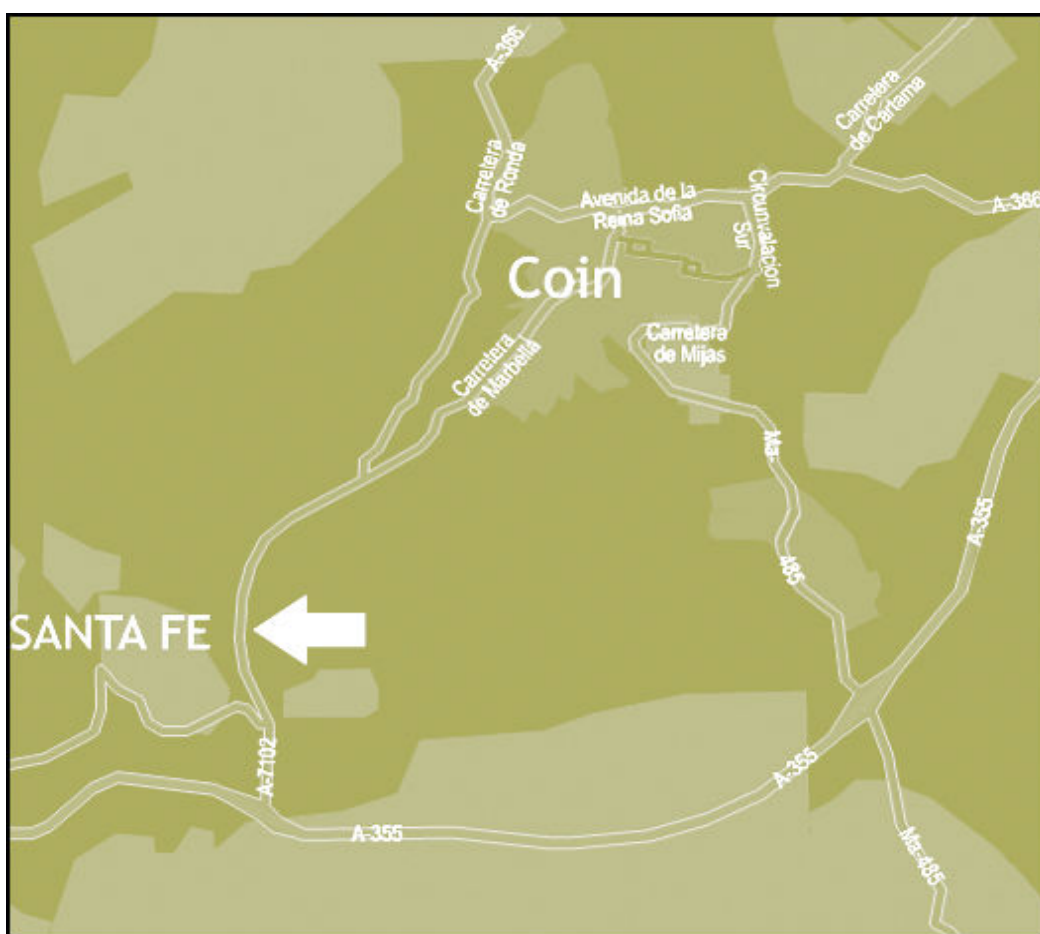 A-366
Carretera
de Cartama
Carretera
de Ronda
Avenida de la
Reina Sofia
Circunvalacion
Sur
A-366
Coin
Carretera
de Mijas
Carretera
de Marbella
Ma-
485
A-355
SANTA FE
A-7102
A-355
A-355
Ma-485